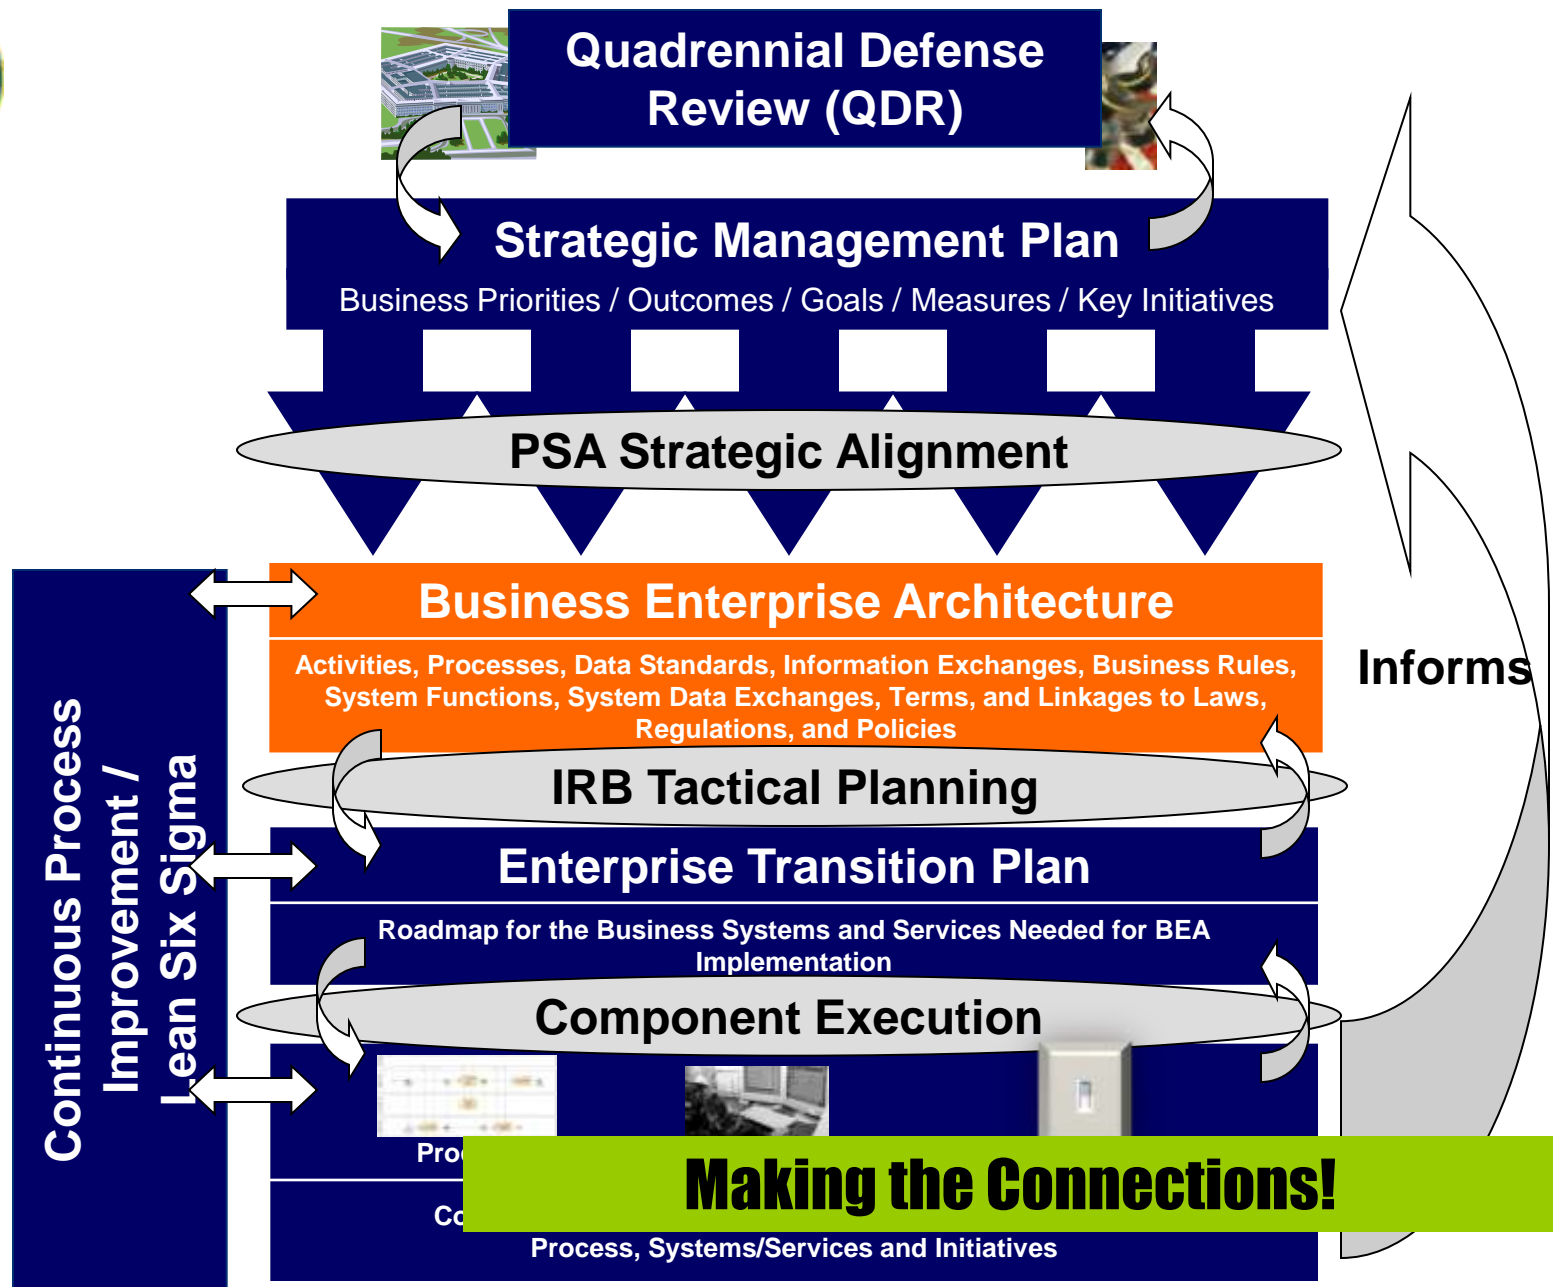 Quadrennial Defense
Review (QDR)
Strategic Management Plan
Business Priorities / Outcomes / Goals / Measures / Key Initiatives
PSA Strategic Alignment
Business Enterprise Architecture
Activities, Processes, Data Standards, Information Exchanges, Business Rules,
System Functions, System Data Exchanges, Terms, and Linkages to Laws,
Regulations, and Policies
Informs
IRB Tactical Planning
Enterprise Transition Plan
Roadmap for the Business Systems and Services Needed for BEA
Implementation
Component Execution
Continuous Process
Improvement /
Lean Six Sigma
Making the Connections!
Process, Systems/Services and Initiatives